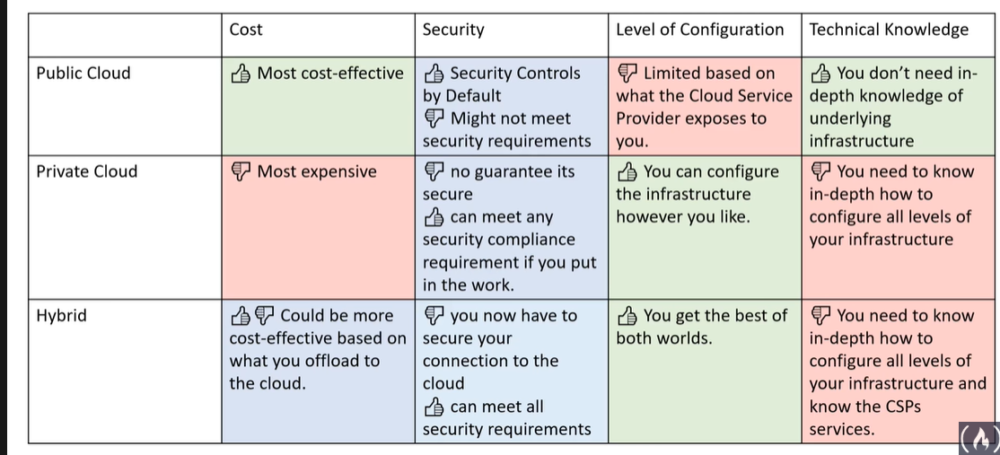 Cost
Security
Level of Configuration
Technical Knowledge
Public Cloud
Most cost-effective
Security Controls
by Default
Might not meet
security requirements
Limited based on
what the Cloud Service
Provider exposes to
you.
You don’t need in-
depth knowledge of
underlying
infrastructure
Private Cloud
Most expensive
no guarantee its
secure
can meet any
security compliance
requirement if you put
in the work.
You can configure
the infrastructure
however you like.
You need to know
in-depth how to
configure all levels of
your infrastructure
Hybrid
Could be more
cost-effective based on
what you offload to
the cloud.
you now have to
secure your
connection to the
cloud
can meet all
security requirements
You get the best of
both worlds.
You need to know
in-depth how to
configure all levels of
your infrastructure and
know the CSPs
services.